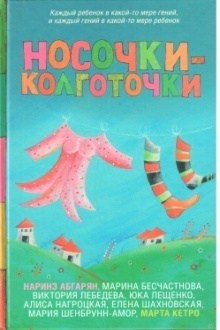 Каждый ребенок в какой-то мере гений,
и каждый гений в какой-то мере ребенок
НОСОЧКИ-
КОЛГОТОЧКИ
НАРИНЭ АБГАРЯН, МАРИНА БЕСЧАСТНОВА,
ВИКТОРИЯ ЛЕБЕДЕВА, ЮКА ЛЕЩЕНКО,
АЛИСА НАГРОЦКАЯ, ЕЛЕНА ШАХНОВСКАЯ,
МАРИЯ ШЕНБРУНН-АМОР, МАРТА КЕТРО